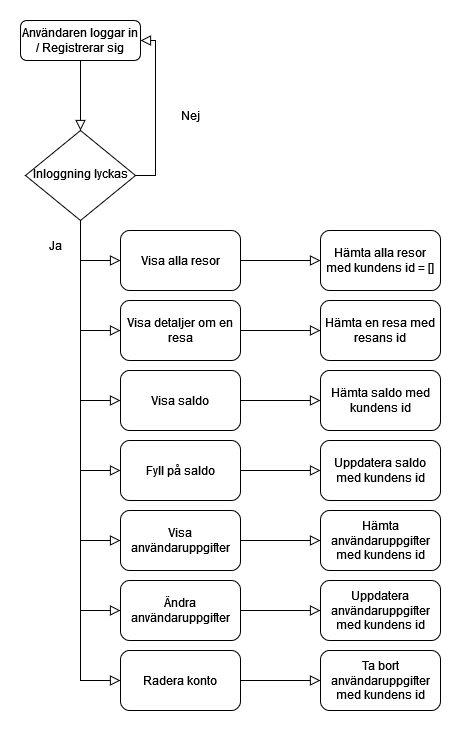 Användaren loggar in
/ Registrerar sig
Nej
Inloggning lyckas
Ja
Visa alla resor
Hämta alla resor
med kundens id = []
Visa detaljer om en
resa
Hämta en resa med
resans id
Visa saldo
Hämta saldo med
kundens id
Fyll på saldo
Uppdatera saldo
med kundens id
Visa
användaruppgifter
Hämta
användaruppgifter
med kundens id
Ändra
användaruppgifter
Uppdatera
användaruppgifter
med kundens id
Radera konto
Ta bort
användaruppgifter
med kundens id